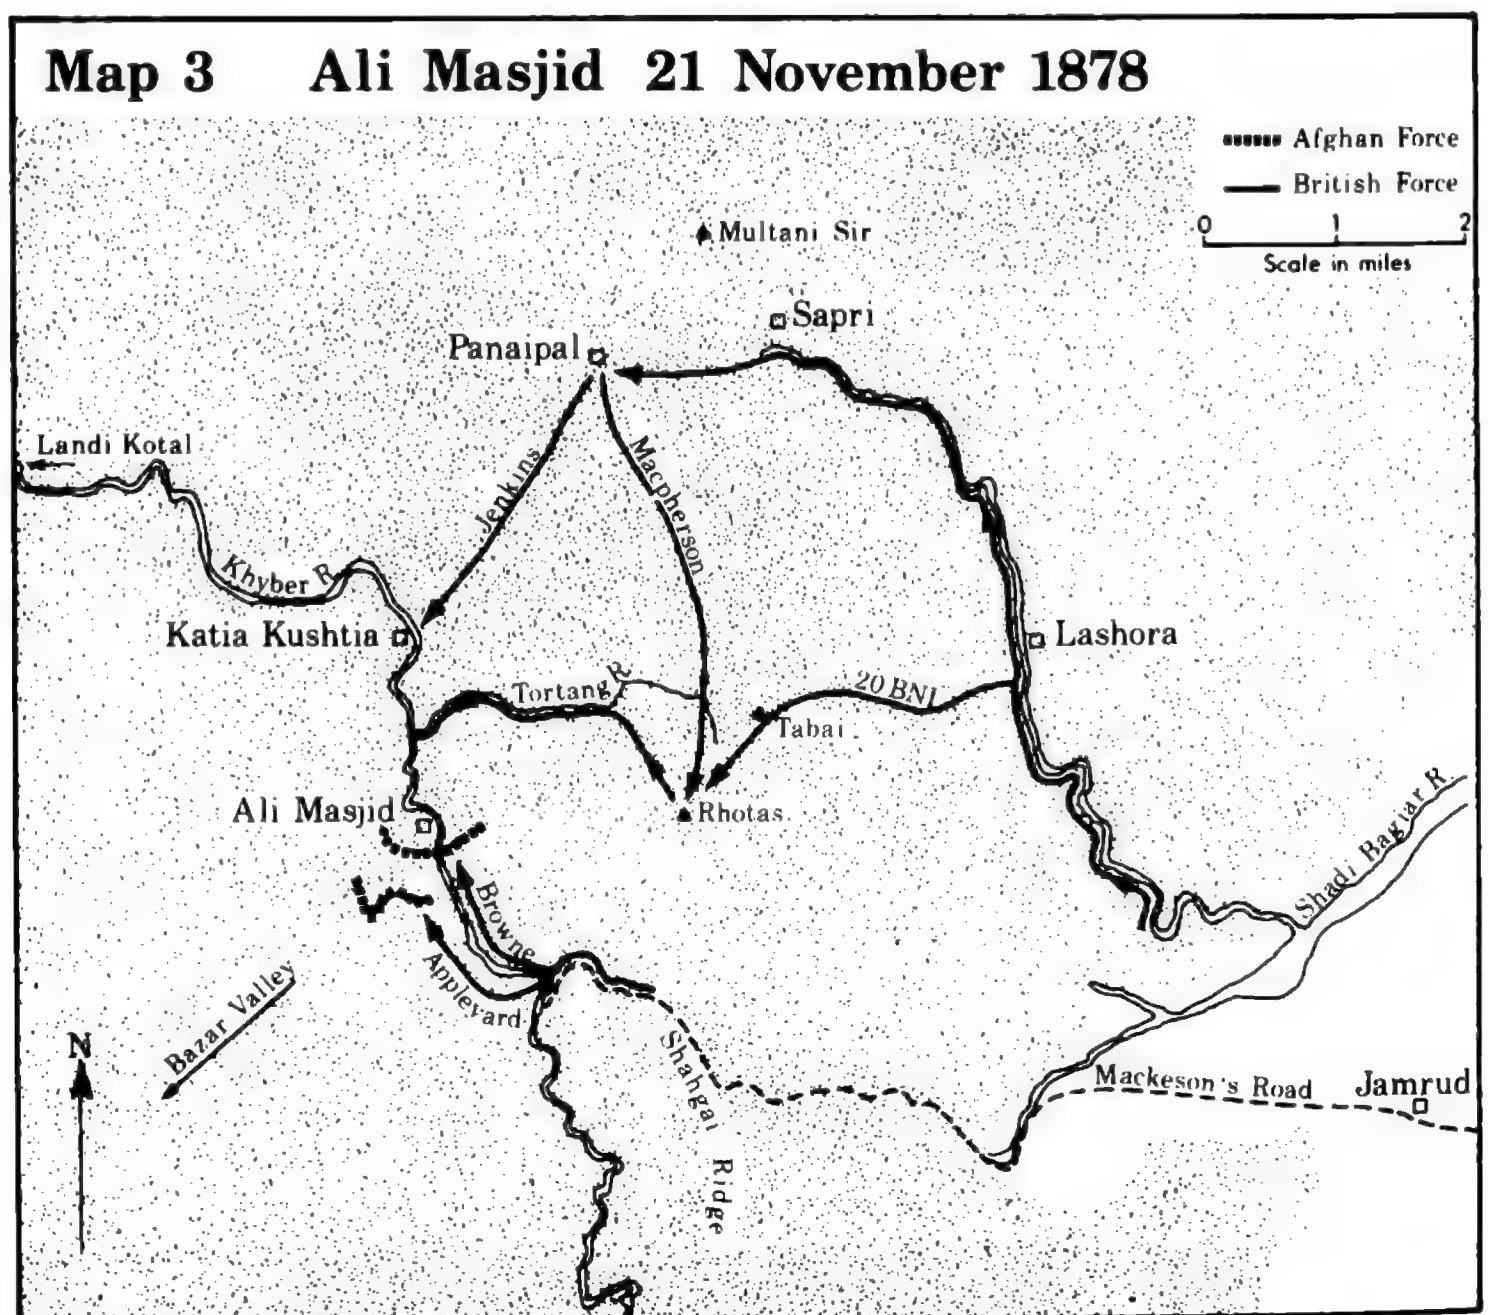 Map 3 Ali Masjid 21 November 1878
Afghan Force
British Force
0 1 2
Scale in miles
Multani Sir
Sapri
Panaipal
Landi Kotal
Jenkins
Macpherson
Khyber R
Katia Kushtia
Lashora
Tortang R
20 BNI
Tabai
Ali Masjid
Rhotas
Shadi Bagiar R
Browne
Appleyard
Bazar Valley
N
Shahgai Ridge
Mackeson's Road
Jamrud